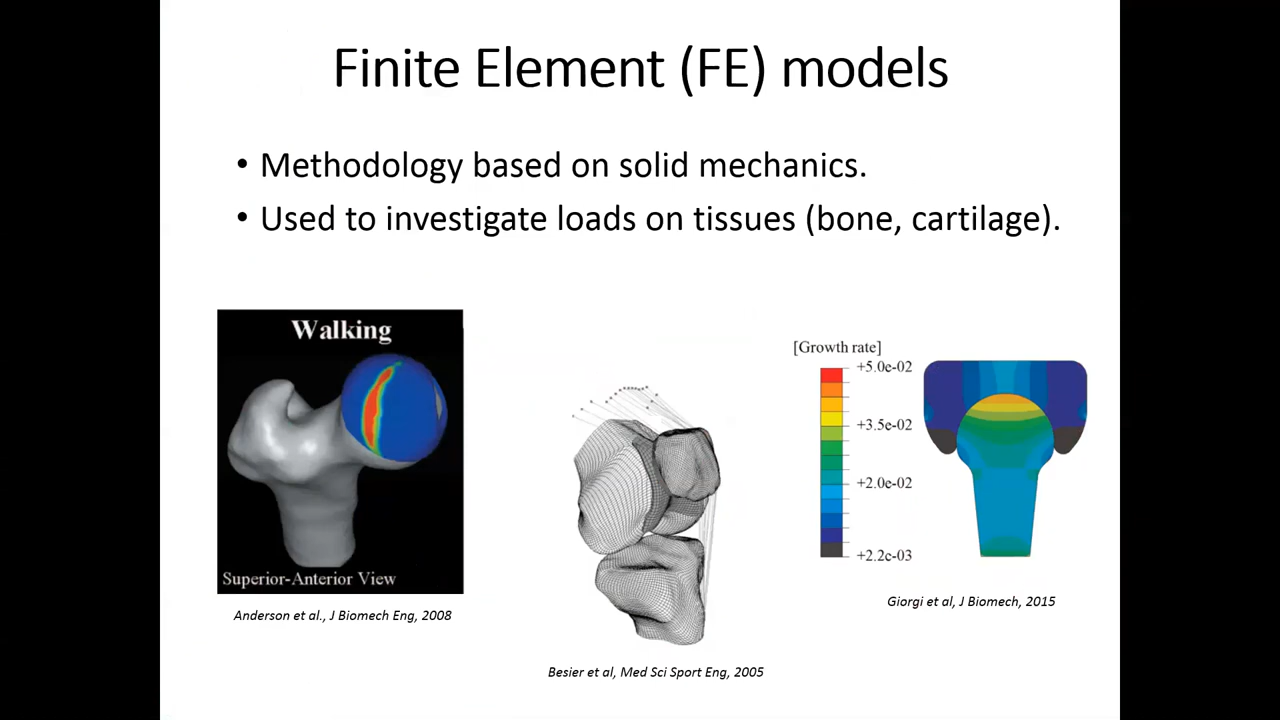 Finite Element (FE) models
• Methodology based on solid mechanics.
• Used to investigate loads on tissues (bone, cartilage).
Walking
Superior-Anterior View
Anderson et al., J Biomech Eng, 2008
Besier et al, Med Sci Sport Eng, 2005
[Growth rate]
+5.0e-02
+3.5e-02
+2.0e-02
+2.2e-03
Giorgi et al, J Biomech, 2015